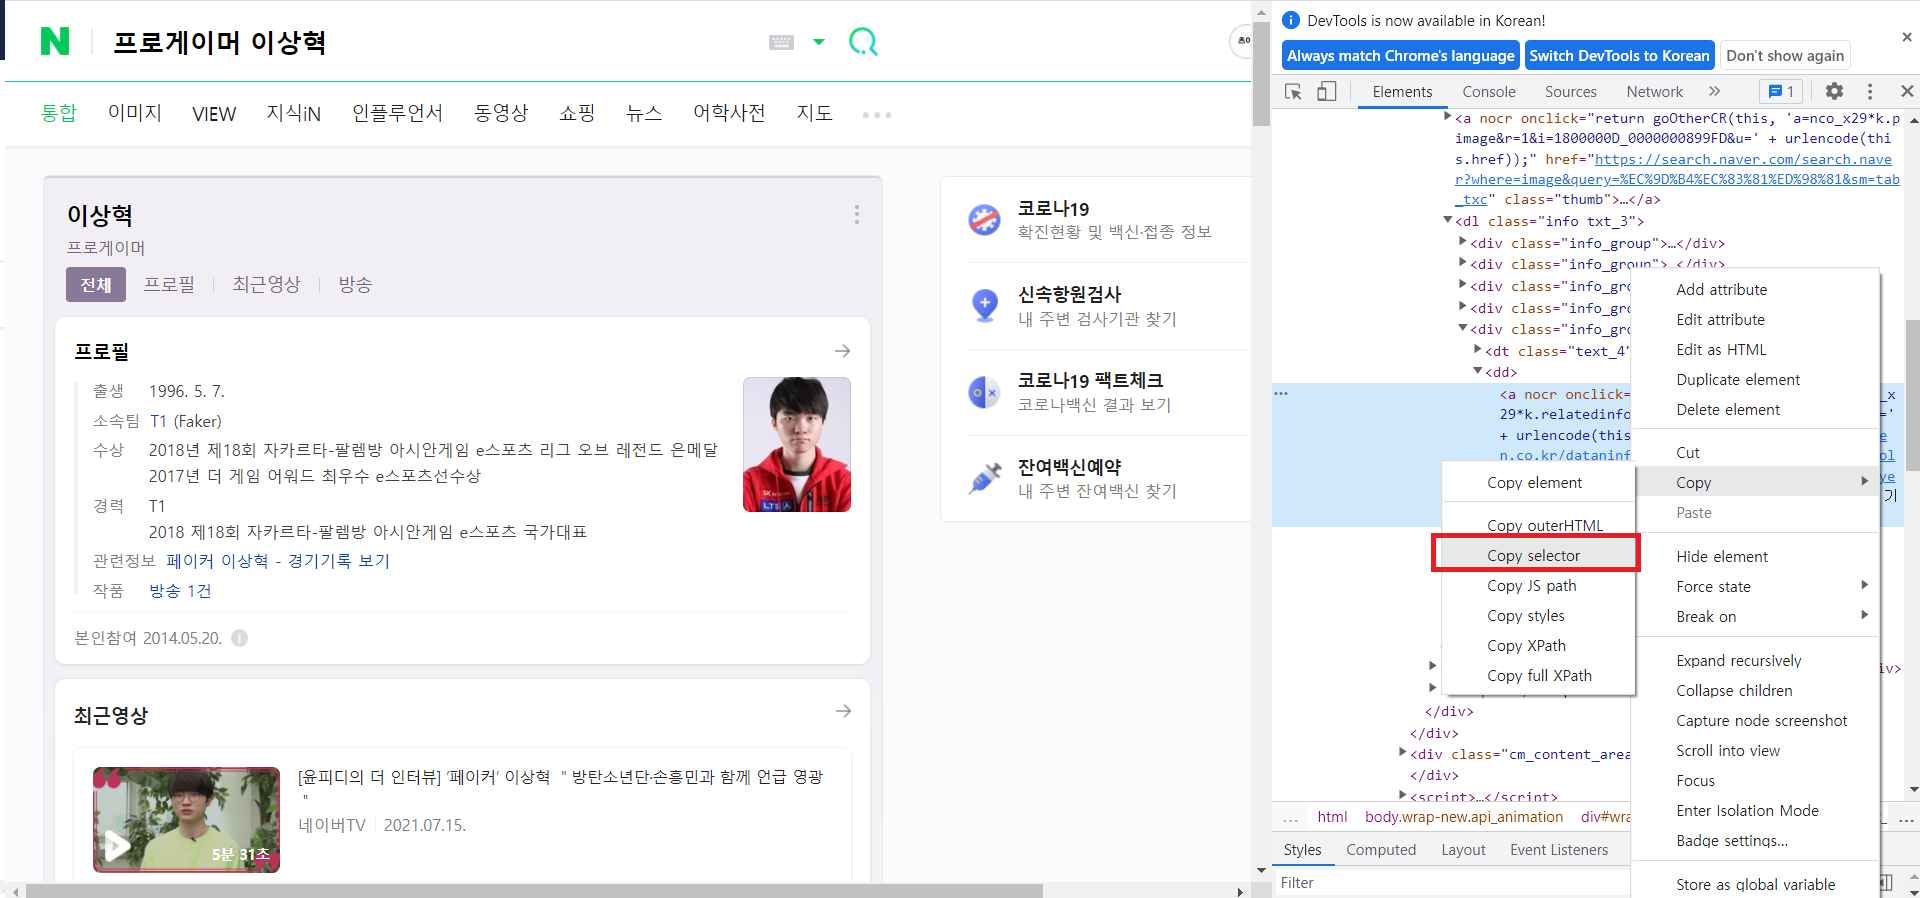 N
프로게이머 이상혁
통합 이미지 VIEW 지식iN 인플루언서 동영상 쇼핑 뉴스 어학사전 지도
이상혁
프로게이머
전체 프로필 최근영상 방송
프로필
출생 1996. 5. 7.
소속팀 T1 (Faker)
수상 2018년 제18회 자카르타-팔렘방 아시안게임 e스포츠 리그 오브 레전드 은메달
2017년 더 게임 어워드 최우수 e스포츠선수상
경력 T1
2018 제18회 자카르타-팔렘방 아시안게임 e스포츠 국가대표
관련정보 페이커 이상혁 - 경기기록 보기
작품 방송 1건
본인참여 2014.05.20.
최근영상
[윤피디의 더 인터뷰] '페이커' 이상혁 " 방탄소년단·손흥민과 함께 언급 영광
"
네이버TV 2021.07.15.
5분 31초
코로나19
확진현황 및 백신·접종 정보
신속항원검사
내 주변 검사기관 찾기
코로나19 팩트체크
코로나백신 결과 보기
잔여백신예약
내 주변 잔여백신 찾기
DevTools is now available in Korean!
Always match Chrome's language Switch DevTools to Korean Don't show again
Elements Console Sources Network 1
<a nocr onclick="return goOtherCR(this, 'a=nco_x29*k.p
image&r=1&i=1800000D_0000000899FD&u=' + urlencode(thi
s.href));" href="https://search.naver.com/search.nave
r?where=image&query=%EC%9D%B4%EC%83%81%ED%98%81&sm=tab
_txc" class="thumb">…</a>
<dl class="info txt_3">
<div class="info_group">…</div>
<div class="info_group">…</div>
<div class="info_gro
<div class="info_gro
<div class="info_gro
<dt class="text_4"
<dd>
<a nocr onclick= _x
29*k.relatedinfo ='
+ urlencode(this e
n.co.kr/dataninf ol
ye
기
iv>
</div>
</div>
<div class="cm_content_area
</div>
<script>…</script>
Copy element
Copy outerHTML
Copy selector
Copy JS path
Copy styles
Copy XPath
Copy full XPath
Add attribute
Edit attribute
Edit as HTML
Duplicate element
Delete element
Cut
Copy
Paste
Hide element
Force state
Break on
Expand recursively
Collapse children
Capture node screenshot
Scroll into view
Focus
Enter Isolation Mode
Badge settings...
Store as global variable
... html body.wrap-new.api_animation div#wra ...
Styles Computed Layout Event Listeners
Filter